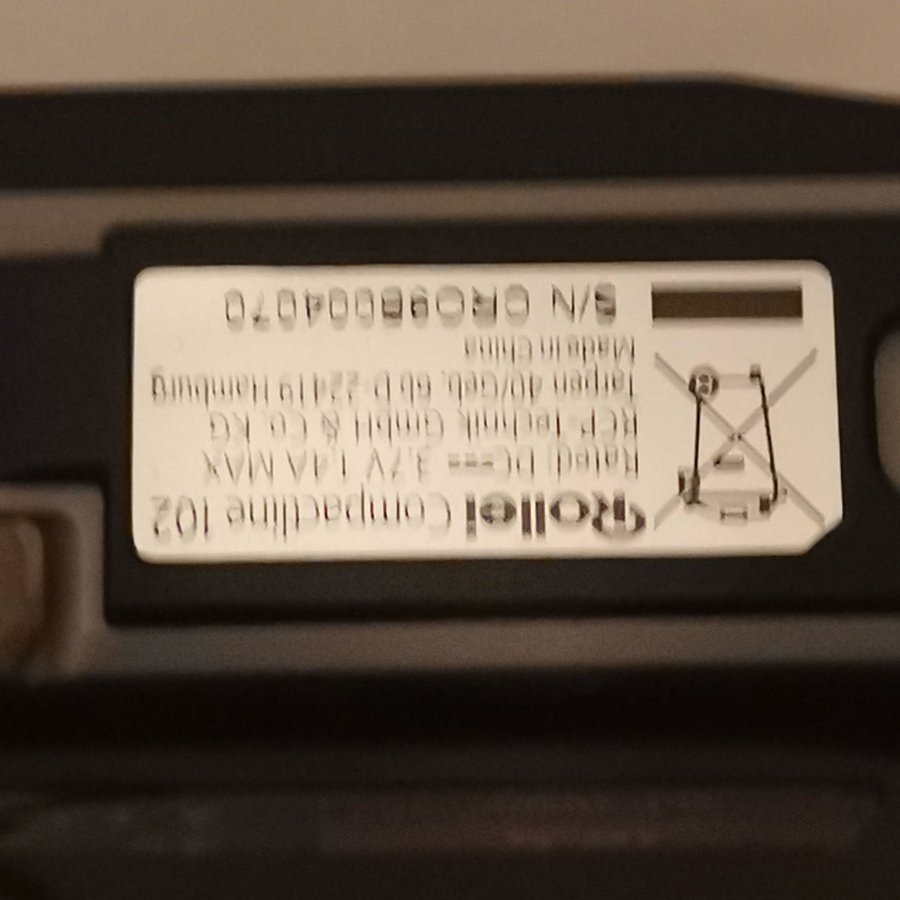 Rollei Compactline 102
Rated: DC 3,7V 1,4A MAX
RCP-Technik GmbH & Co. KG
Tarpen 40/Geb. 6b D-22419 Hamburg
Made in China
S/N CRO9B004070